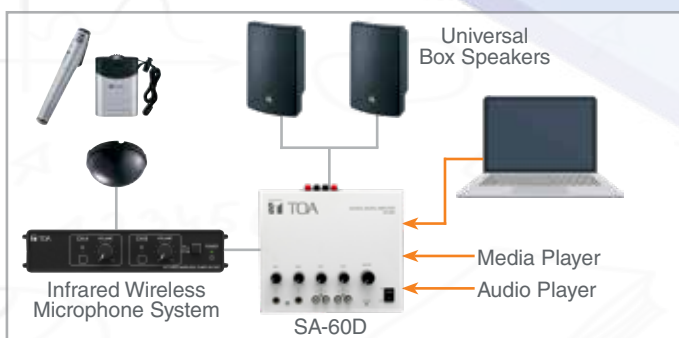 Universal
Box Speakers
TOA
Media Player
Audio Player
Infrared Wireless
Microphone System
SA-60D